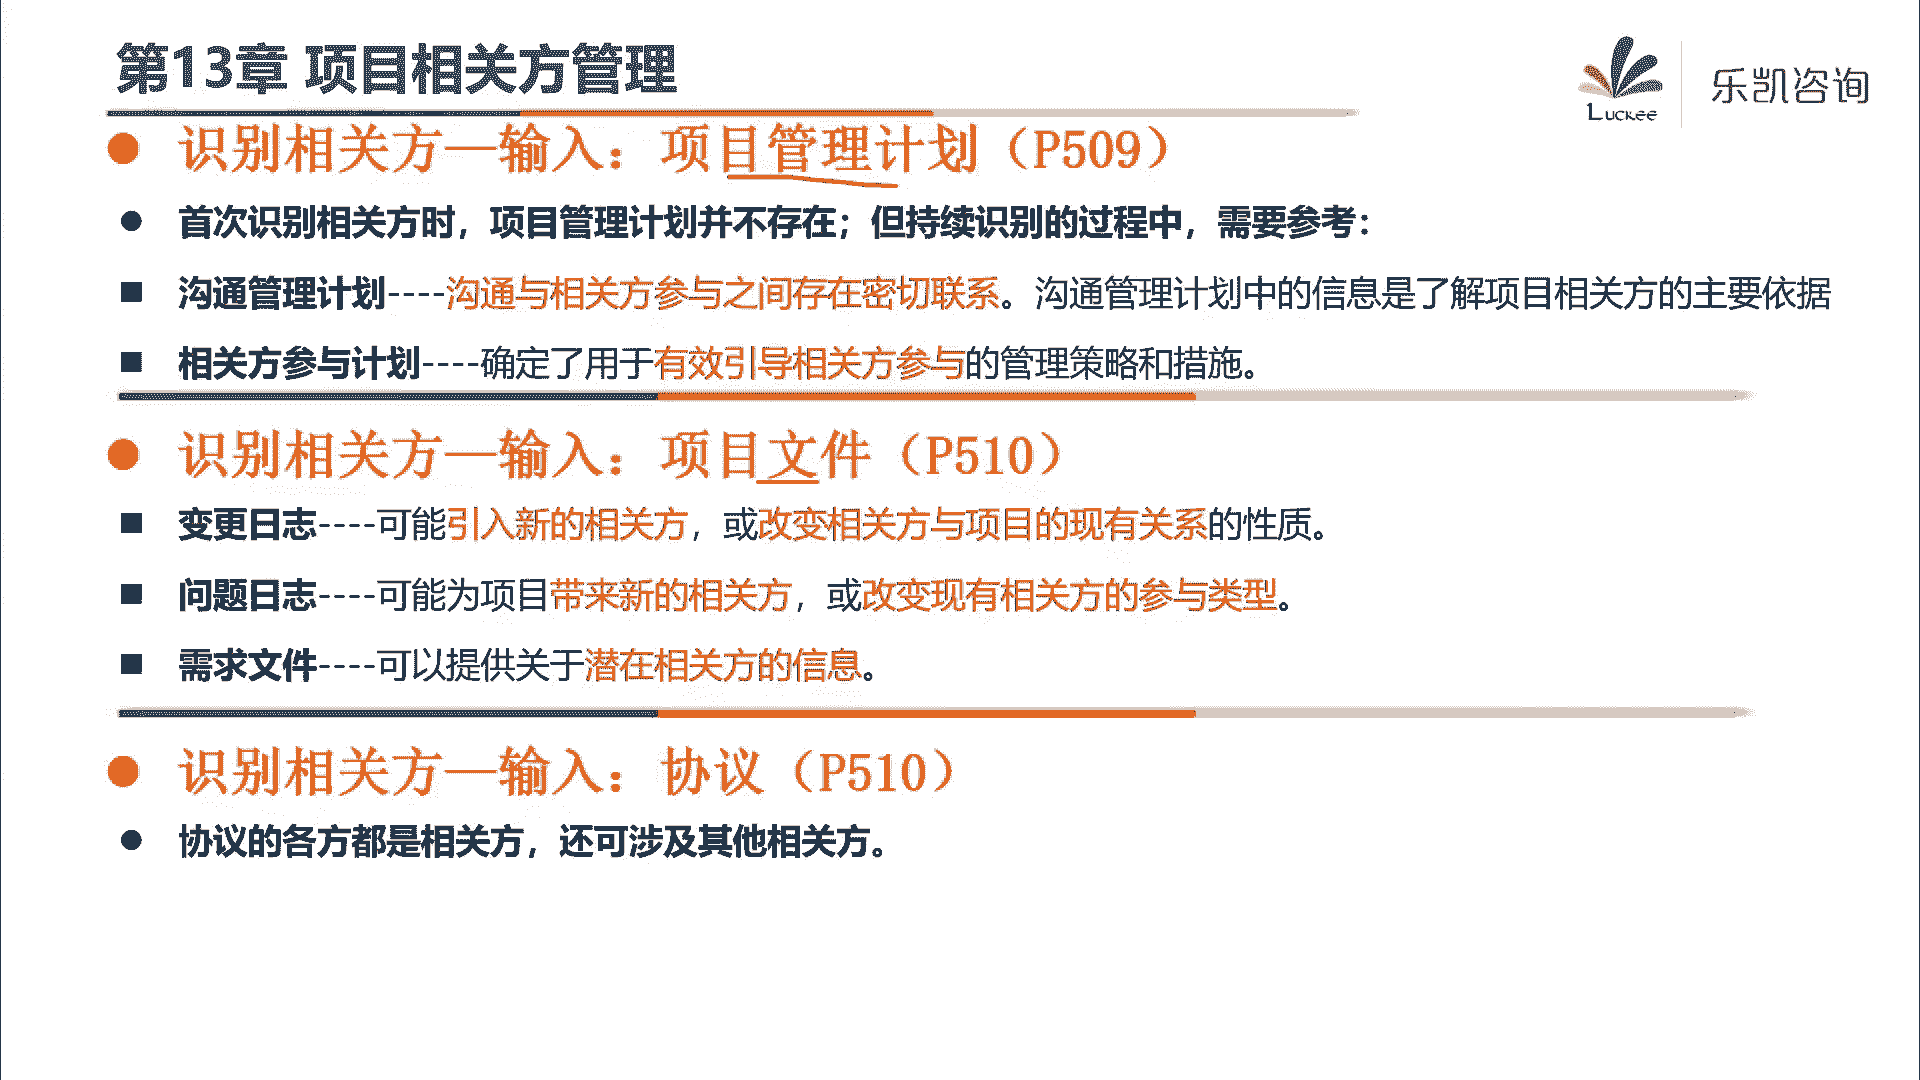 第13章 项目相关方管理
Luckee
乐凯咨询
● 识别相关方—输入：项目管理计划（P509）
● 首次识别相关方时，项目管理计划并不存在；但持续识别的过程中，需要参考：
■ 沟通管理计划----沟通与相关方参与之间存在密切联系。沟通管理计划中的信息是了解项目相关方的主要依据
■ 相关方参与计划----确定了用于有效引导相关方参与的管理策略和措施。
● 识别相关方—输入：项目文件（P510）
■ 变更日志----可能引入新的相关方，或改变相关方与项目的现有关系的性质。
■ 问题日志----可能为项目带来新的相关方，或改变现有相关方的参与类型。
■ 需求文件----可以提供关于潜在相关方的信息。
● 识别相关方—输入：协议（P510）
● 协议的各方都是相关方，还可涉及其他相关方。